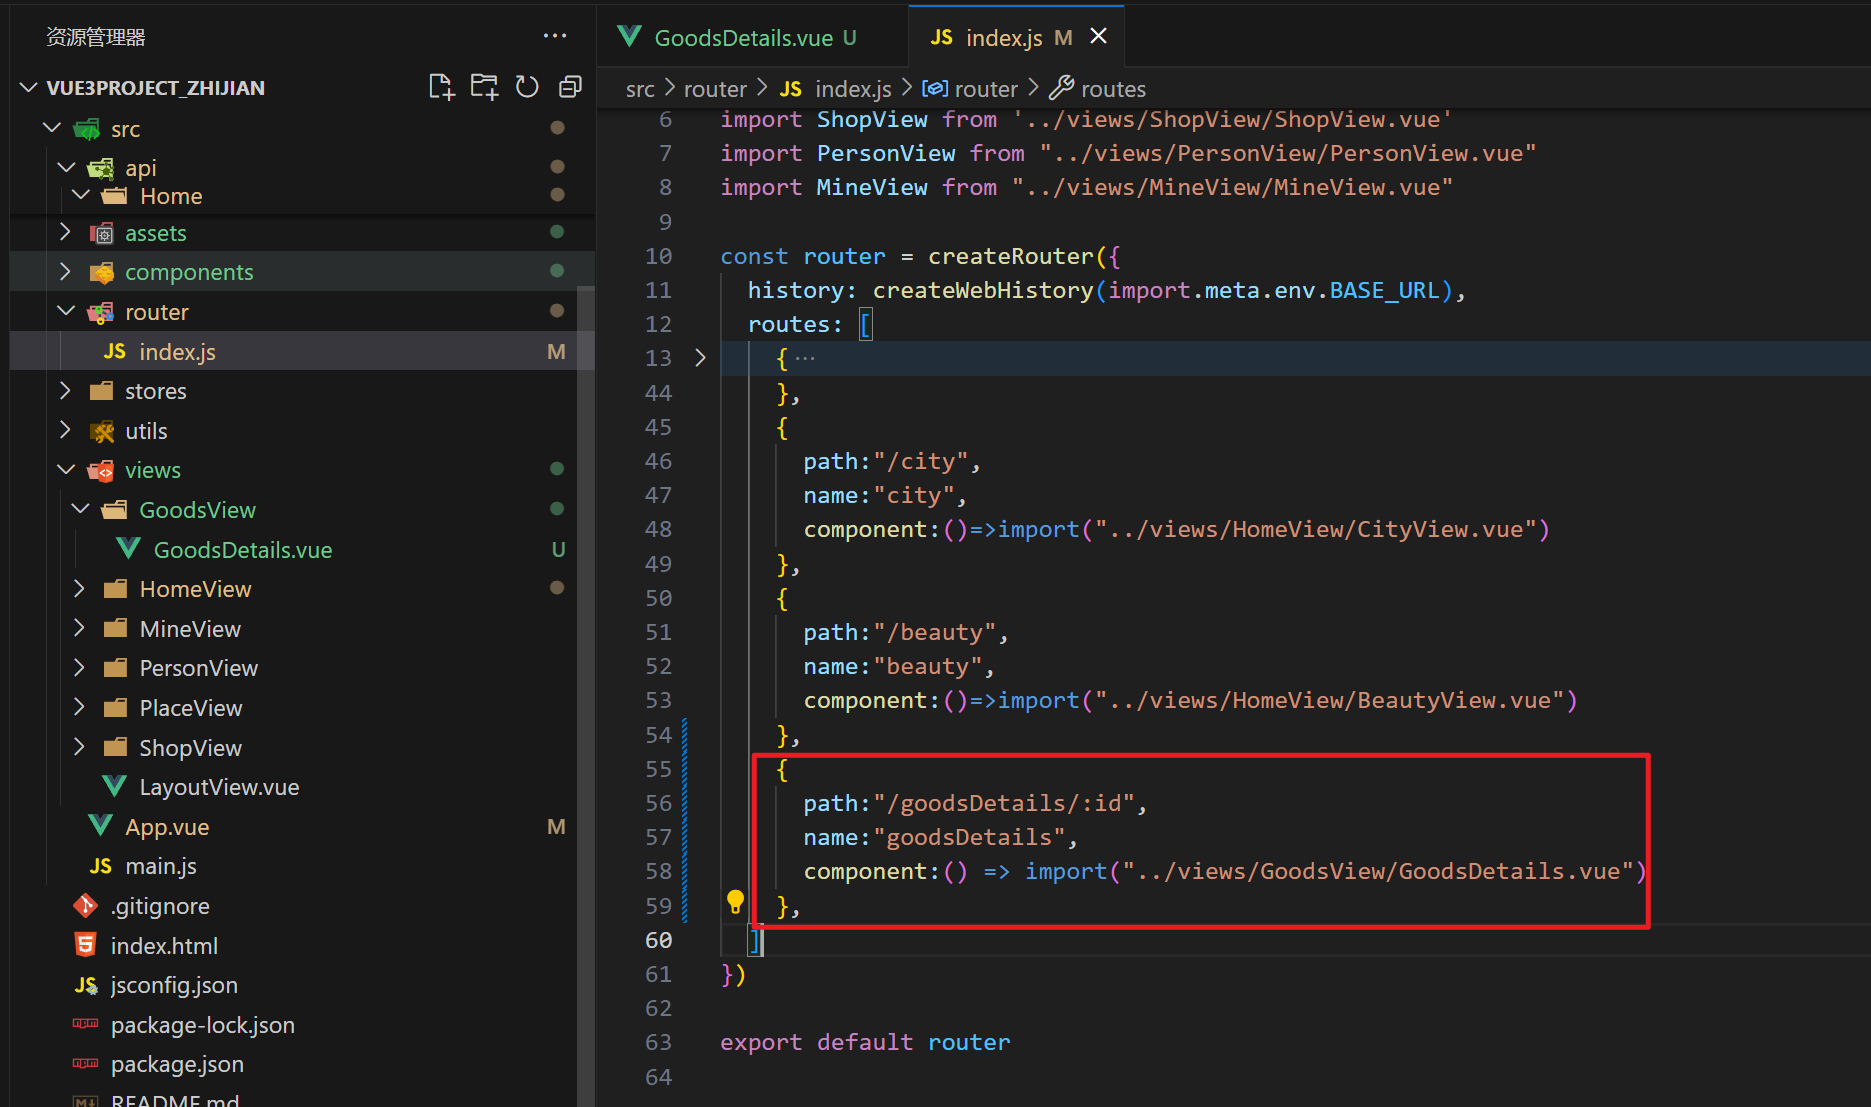 资源管理器
VUE3PROJECT_ZHIJIAN
src
api
Home
assets
components
router
index.js M
stores
utils
views
GoodsView
GoodsDetails.vue U
HomeView
MineView
PersonView
PlaceView
ShopView
LayoutView.vue
App.vue M
JS main.js
.gitignore
index.html
jsconfig.json
package-lock.json
package.json
README.md
GoodsDetails.vue U
JS index.js M
src > router > JS index.js > router > routes
6 import ShopView from '../views/ShopView/ShopView.vue'
7 import PersonView from "../views/PersonView/PersonView.vue"
8 import MineView from "../views/MineView/MineView.vue"
9
10 const router = createRouter({
11 history: createWebHistory(import.meta.env.BASE_URL),
12 routes: [
13 { ···
44 },
45 {
46 path:"/city",
47 name:"city",
48 component:()=>import("../views/HomeView/CityView.vue")
49 },
50 {
51 path:"/beauty",
52 name:"beauty",
53 component:()=>import("../views/HomeView/BeautyView.vue")
54 },
55 {
56 path:"/goodsDetails/:id",
57 name:"goodsDetails",
58 component:() => import("../views/GoodsView/GoodsDetails.vue")
59 },
60 ]
61 })
62
63 export default router
64